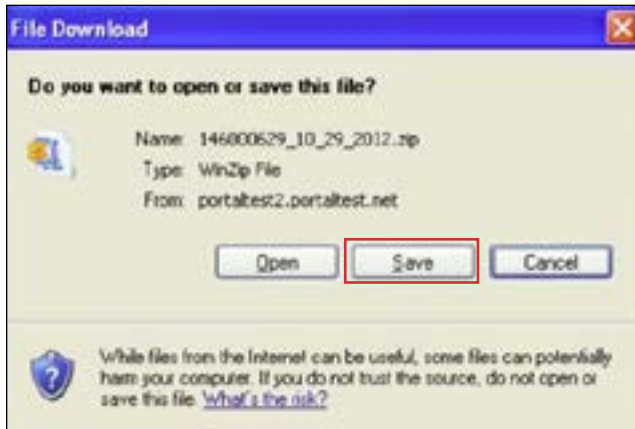 File Download
Do you want to open or save this file?
Name: 146000629_10_29_2012.zip
Type: WinZip File
From: portaltest2.portaltest.net
Open Save Cancel
While files from the Internet can be useful, some files can potentially
harm your computer. If you do not trust the source, do not open or
save this file. What's the risk?